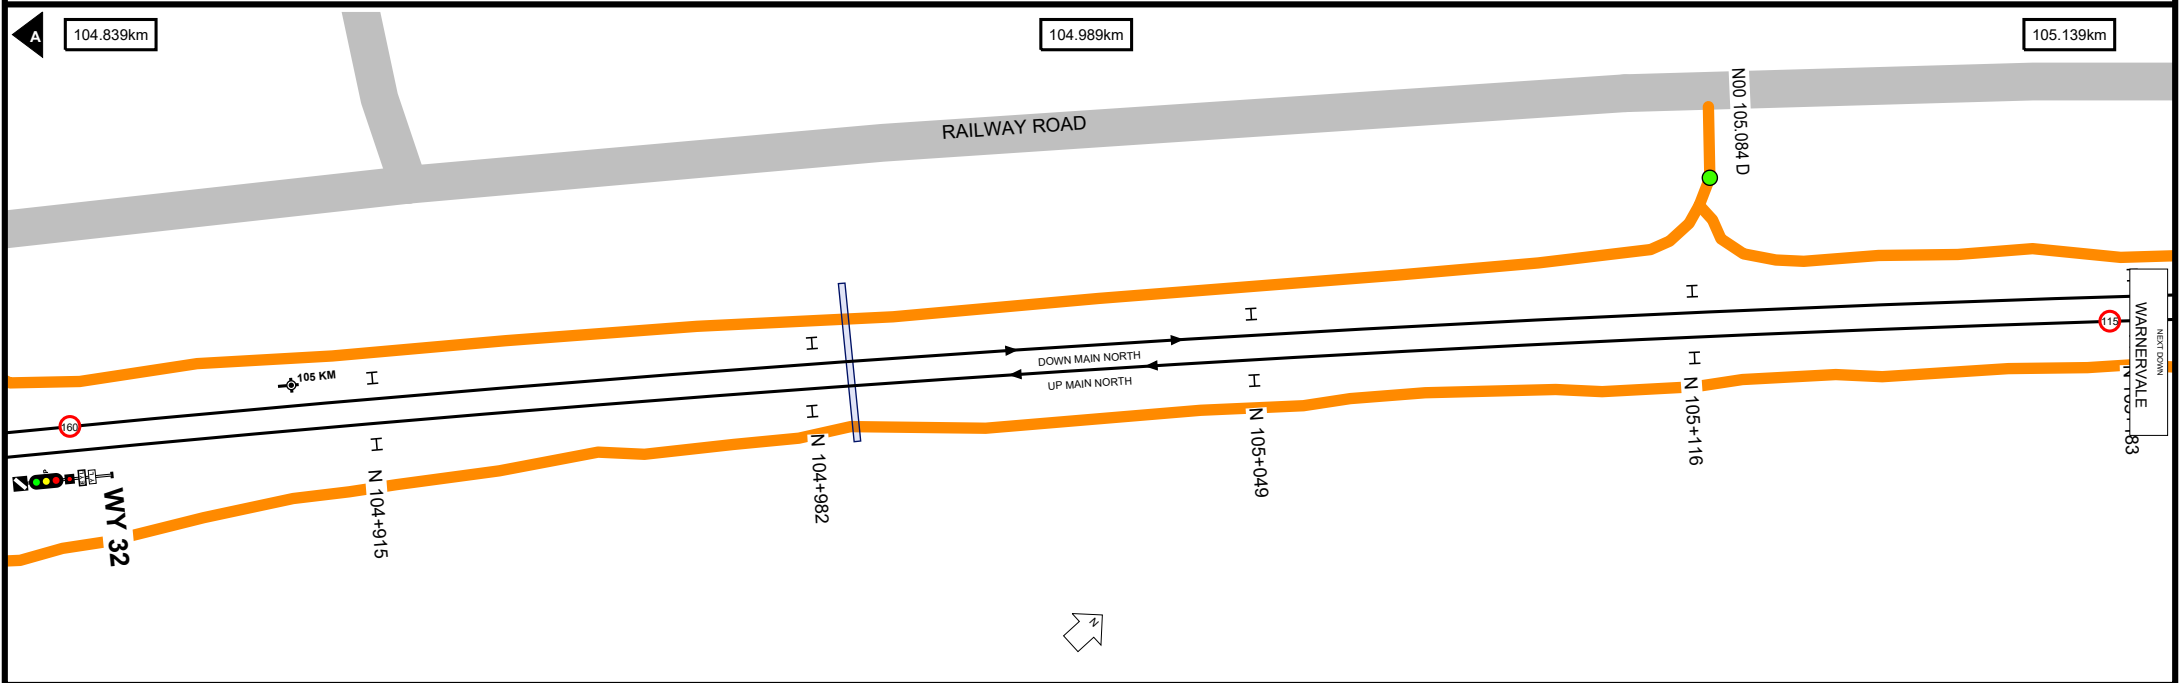 A
104.839km
104.989km
105.139km
RAILWAY ROAD
N00 105.084 D
105 KM
160
DOWN MAIN NORTH
UP MAIN NORTH
115
NEXT DOWN
WARNERVALE
WY 32
N 104+915
N 104+982
N 105+049
N 105+116
N